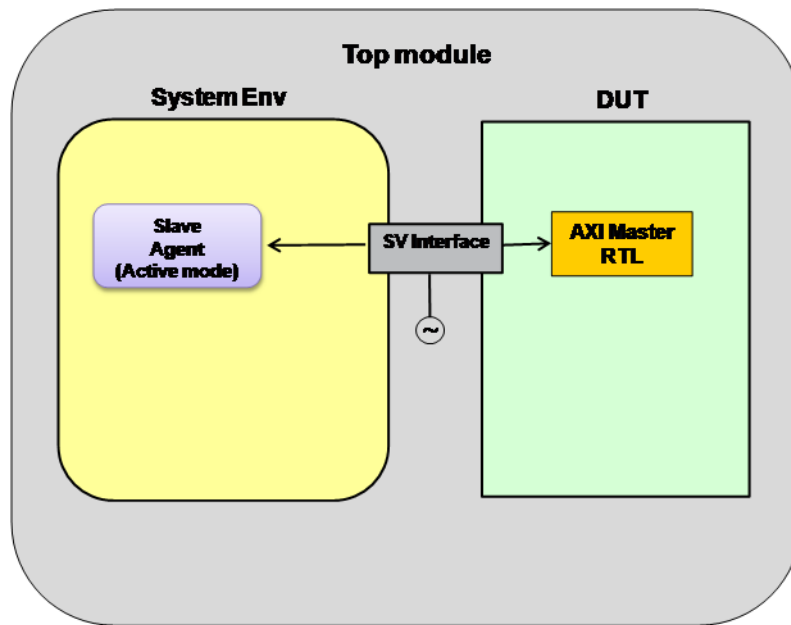 Top module
System Env
DUT
Slave
Agent
(Active mode)
SV Interface
AXI Master
RTL
~